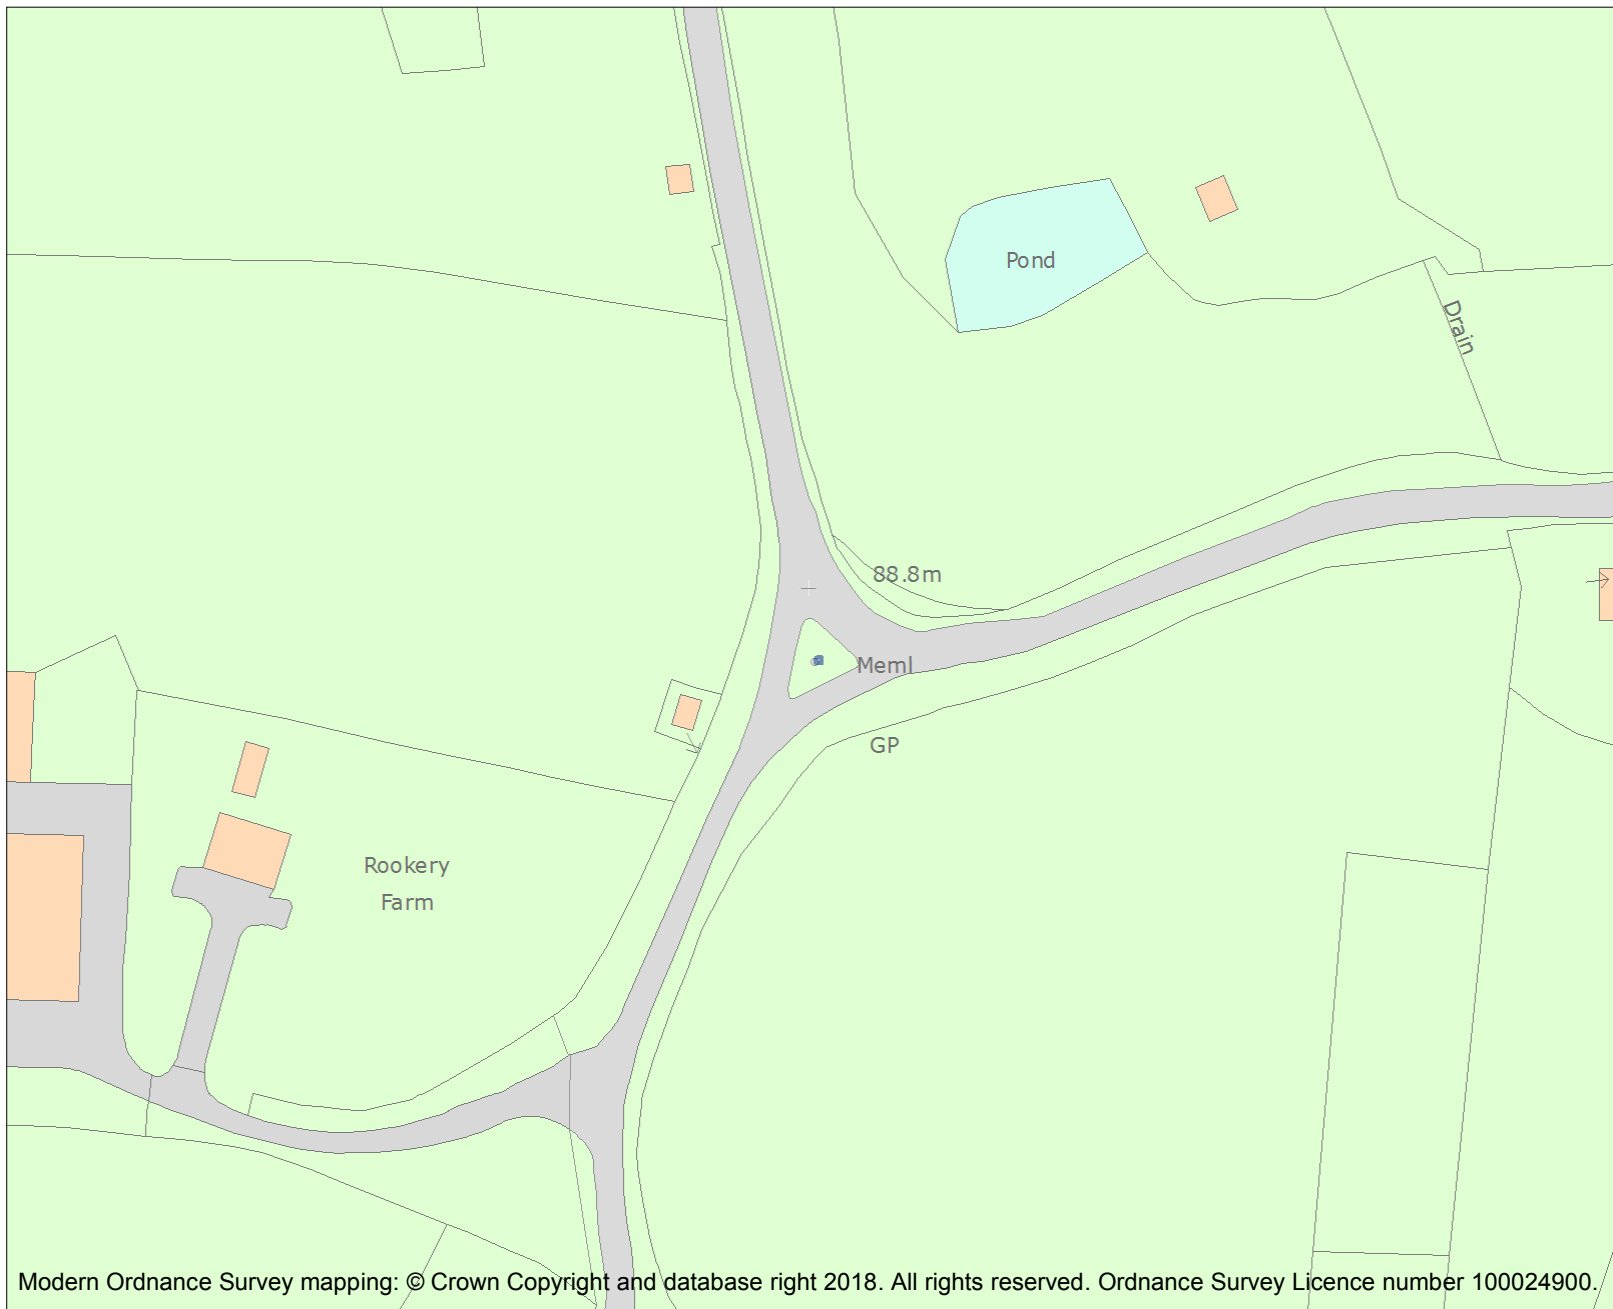 Pond
Drain
88.8m
Meml
GP
Rookery
Farm
Modern Ordnance Survey mapping: © Crown Copyright and database right 2018. All rights reserved. Ordnance Survey Licence number 100024900.